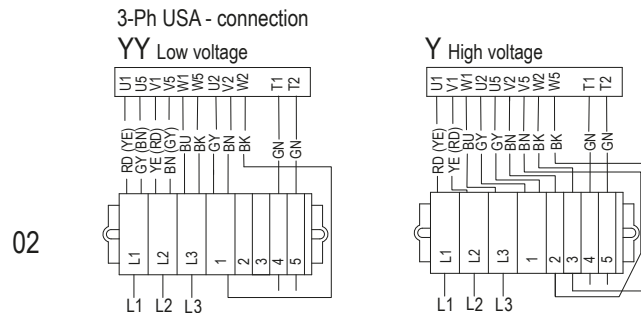 3-Ph USA - connection
YY Low voltage
Y High voltage
U1 U5 V1 V5 W1 W5 U2 V2 W2 T1 T2
U1 V1 W1 U2 U5 V2 V5 W2 W5 T1 T2
RD (YE) GY (BN) YE (RD) BN (GY) BU BK GY BN BK GN GN
RD (YE) YE (RD) BU GY GY BN BN BK BK GN GN
02
L1 L2 L3 1 2 3 4 5
L1 L2 L3 1 2 3 4 5
L1 L2 L3
L1 L2 L3